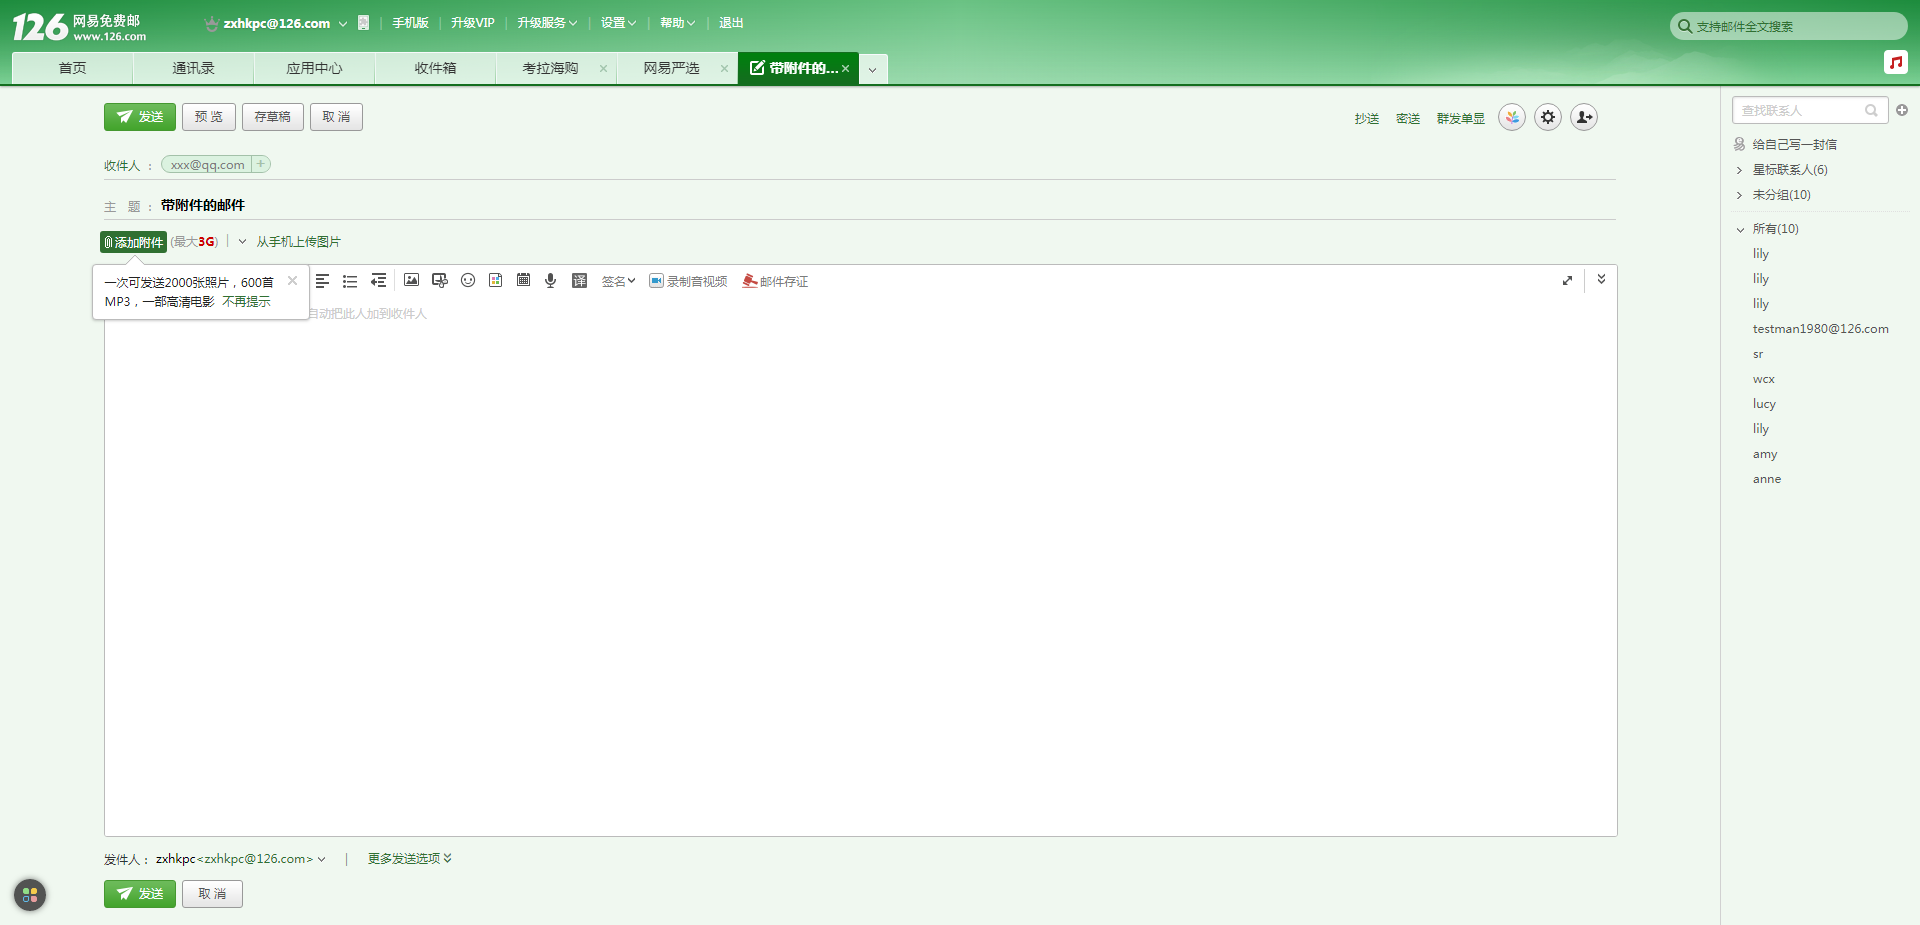 126 网易免费邮
www.126.com
zxhkpc@126.com 手机版 升级VIP 升级服务 设置 帮助 退出
支持邮件全文搜索
首页 通讯录 应用中心 收件箱 考拉海购 网易严选 带附件的...
发送 预 览 存草稿 取 消
抄送 密送 群发单显
收件人： xxx@qq.com
主 题： 带附件的邮件
添加附件 (最大3G) 从手机上传图片
一次可发送2000张照片，600首
MP3，一部高清电影 不再提示
译 签名 录制音视频 邮件存证
自动把此人加到收件人
发件人： zxhkpc<zxhkpc@126.com> 更多发送选项
发送 取 消
查找联系人
给自己写一封信
星标联系人(6)
未分组(10)
所有(10)
lily
lily
lily
testman1980@126.com
sr
wcx
lucy
lily
amy
anne